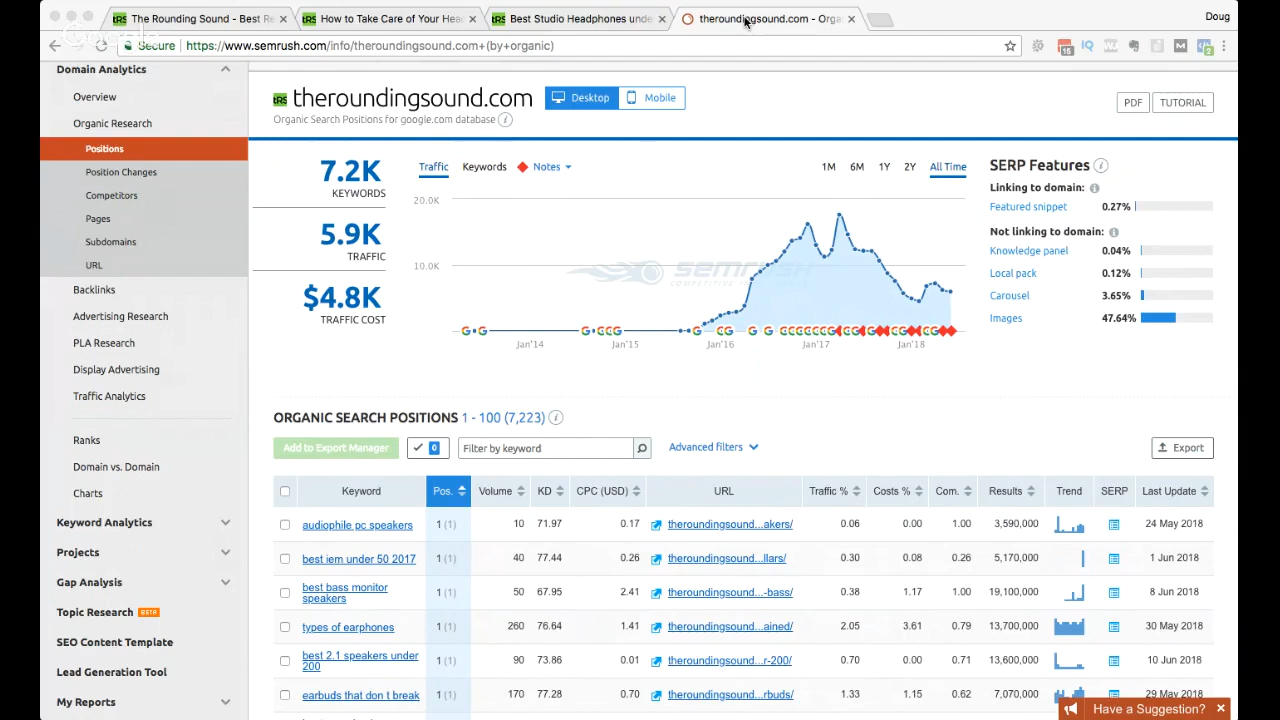 The Rounding Sound - Best Re
How to Take Care of Your Hea
Best Studio Headphones unde
theroundingsound.com - Orga
Doug
Secure https://www.semrush.com/info/theroundingsound.com+(by+organic)
15
IQ
2
Domain Analytics
Overview
Organic Research
Positions
Position Changes
Competitors
Pages
Subdomains
URL
Backlinks
Advertising Research
PLA Research
Display Advertising
Traffic Analytics
Ranks
Domain vs. Domain
Charts
Keyword Analytics
Projects
Gap Analysis
Topic Research BETA
SEO Content Template
Lead Generation Tool
My Reports
tRS theroundingsound.com
Desktop Mobile
PDF TUTORIAL
Organic Search Positions for google.com database
7.2K
KEYWORDS
5.9K
TRAFFIC
$4.8K
TRAFFIC COST
Traffic Keywords Notes
1M 6M 1Y 2Y All Time
20.0K
10.0K
semrush
Jan'14 Jan'15 Jan'16 Jan'17 Jan'18
SERP Features
Linking to domain:
Featured snippet 0.27%
Not linking to domain:
Knowledge panel 0.04%
Local pack 0.12%
Carousel 3.65%
Images 47.64%
ORGANIC SEARCH POSITIONS 1 - 100 (7,223)
Add to Export Manager 0 Filter by keyword Advanced filters Export
Keyword Pos. Volume KD CPC (USD) URL Traffic % Costs % Com. Results Trend SERP Last Update
audiophile pc speakers 1 (1) 10 71.97 0.17 theroundingsound...akers/ 0.06 0.00 1.00 3,590,000 24 May 2018
best iem under 50 2017 1 (1) 40 77.44 0.26 theroundingsound...llars/ 0.30 0.08 0.26 5,170,000 1 Jun 2018
best bass monitor
speakers 1 (1) 50 67.95 2.41 theroundingsound...-bass/ 0.38 1.17 1.00 19,100,000 8 Jun 2018
types of earphones 1 (1) 260 76.64 1.41 theroundingsound...ained/ 2.05 3.61 0.79 13,700,000 30 May 2018
best 2.1 speakers under
200 1 (1) 90 73.86 0.01 theroundingsound...r-200/ 0.70 0.00 0.71 13,600,000 10 Jun 2018
earbuds that don t break 1 (1) 170 77.28 0.70 theroundingsound...rbuds/ 1.33 1.15 0.62 7,070,000 29 May 2018
Have a Suggestion?